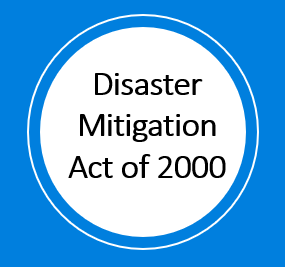 Disaster
Mitigation
Act of 2000